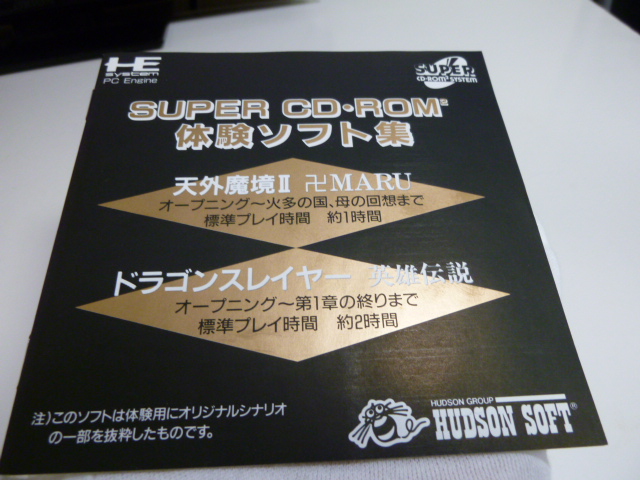 HE
system
PC Engine
SUPER
CD-ROM² SYSTEM
SUPER CD・ROM²
体験ソフト集
天外魔境II 卍MARU
オープニング〜火多の国、母の回想まで
標準プレイ時間 約1時間
ドラゴンスレイヤー 英雄伝説
オープニング〜第1章の終りまで
標準プレイ時間 約2時間
注)このソフトは体験用にオリジナルシナリオ
の一部を抜粋したものです。
HUDSON GROUP
HUDSON SOFT®